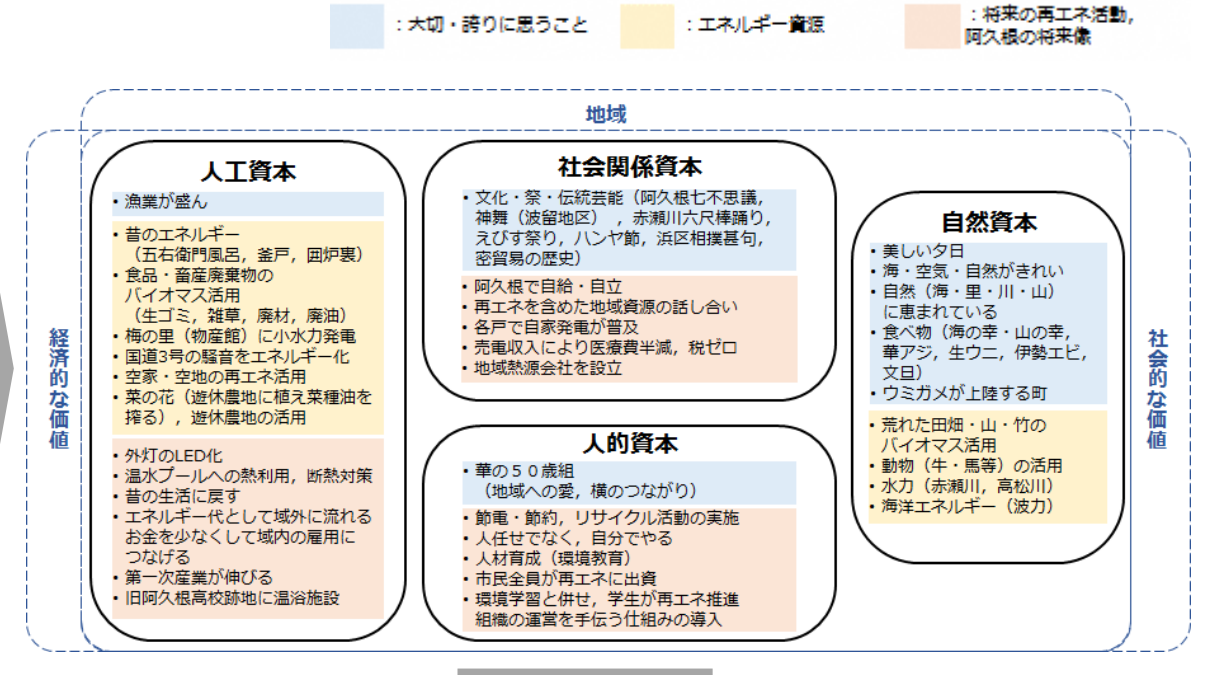 ：大切・誇りに思うこと
：エネルギー資源
：将来の再エネ活動，
阿久根の将来像
地域
経済的な価値
人工資本
・漁業が盛ん
・昔のエネルギー
（五右衛門風呂，釜戸，囲炉裏）
・食品・畜産廃棄物の
バイオマス活用
（生ゴミ，雑草，廃材，廃油）
・梅の里（物産館）に小水力発電
・国道3号の騒音をエネルギー化
・空家・空地の再エネ活用
・菜の花（遊休農地に植え菜種油を
搾る），遊休農地の活用
・外灯のLED化
・温水プールへの熱利用，断熱対策
・昔の生活に戻す
・エネルギー代として域外に流れる
お金を少なくして域内の雇用に
つなげる
・第一次産業が伸びる
・旧阿久根高校跡地に温浴施設
社会関係資本
・文化・祭・伝統芸能（阿久根七不思議，
神舞（波留地区），赤瀬川六尺棒踊り，
えびす祭り，ハンヤ節，浜区相撲甚句，
密貿易の歴史）
・阿久根で自給・自立
・再エネを含めた地域資源の話し合い
・各戸で自家発電が普及
・売電収入により医療費半減，税ゼロ
・地域熱源会社を設立
人的資本
・華の５０歳組
（地域への愛，横のつながり）
・節電・節約，リサイクル活動の実施
・人任せでなく，自分でやる
・人材育成（環境教育）
・市民全員が再エネに出資
・環境学習と併せ，学生が再エネ推進
組織の運営を手伝う仕組みの導入
自然資本
・美しい夕日
・海・空気・自然がきれい
・自然（海・里・川・山）
に恵まれている
・食べ物（海の幸・山の幸，
華アジ，生ウニ，伊勢エビ，
文旦）
・ウミガメが上陸する町
・荒れた田畑・山・竹の
バイオマス活用
・動物（牛・馬等）の活用
・水力（赤瀬川，高松川）
・海洋エネルギー（波力）
社会的な価値